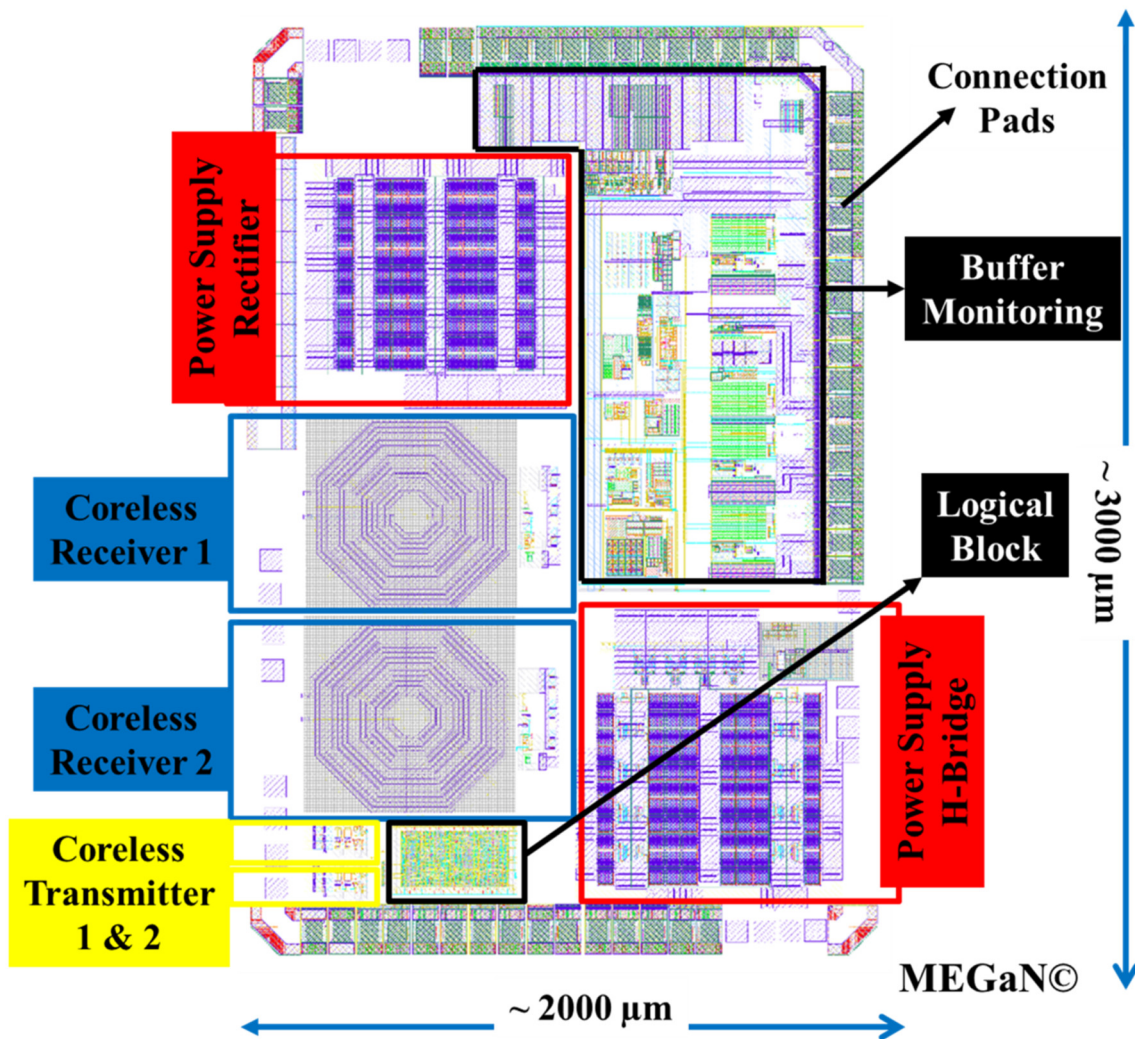 Connection
Pads
Power Supply
Rectifier
Buffer
Monitoring
Coreless
Receiver 1
Logical
Block
~ 3000 µm
Coreless
Receiver 2
Power Supply
H-Bridge
Coreless
Transmitter
1 & 2
MEGaN©
~ 2000 µm